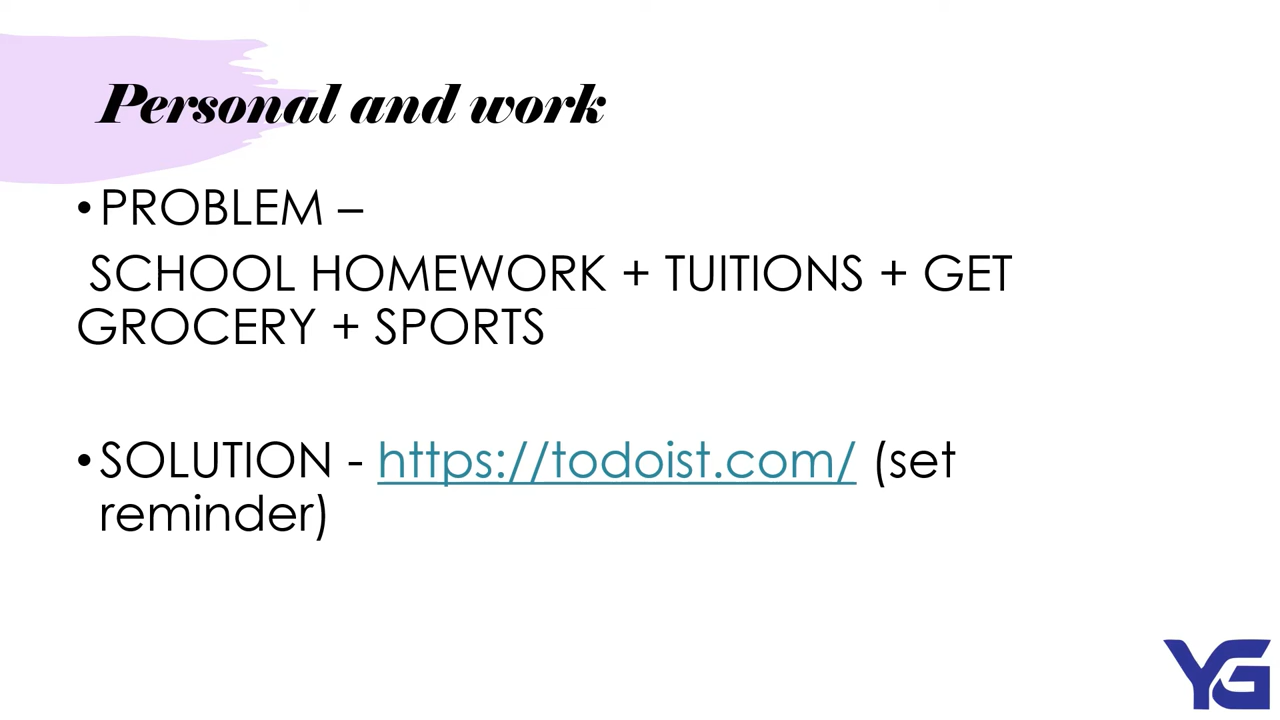 Personal and work
•PROBLEM –
SCHOOL HOMEWORK + TUITIONS + GET
GROCERY + SPORTS
•SOLUTION - https://todoist.com/ (set
reminder)
YG